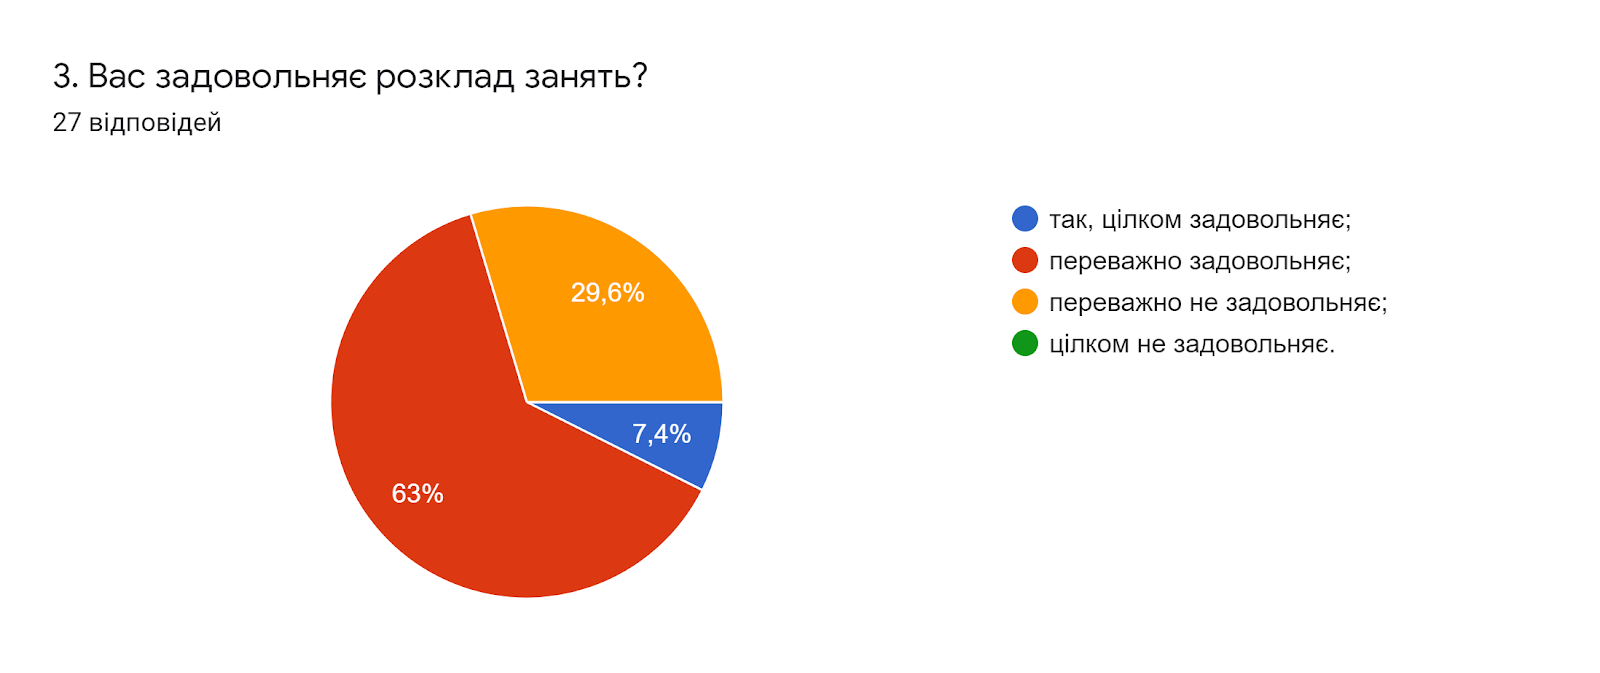 3. Вас задовольняє розклад занять?
27 відповідей
так, цілком задовольняє;
переважно задовольняє;
переважно не задовольняє;
цілком не задовольняє.
29,6%
7,4%
63%